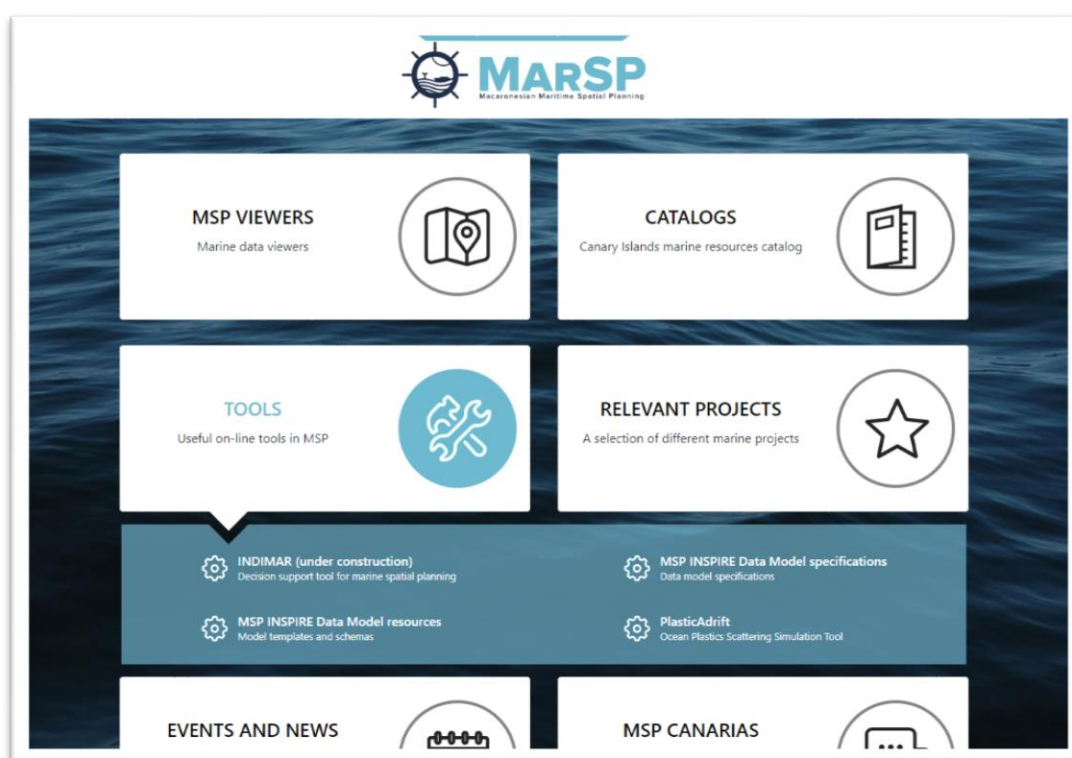 MARSP
Macaronesian Maritime Spatial Planning
MSP VIEWERS
Marine data viewers
CATALOGS
Canary Islands marine resources catalog
TOOLS
Useful on-line tools in MSP
RELEVANT PROJECTS
A selection of different marine projects
INDIMAR (under construction)
Decision support tool for marine spatial planning
MSP INSPIRE Data Model specifications
Data model specifications
MSP INSPIRE Data Model resources
Model templates and schemas
PlasticAdrift
Ocean Plastics Scattering Simulation Tool
EVENTS AND NEWS
MSP CANARIAS